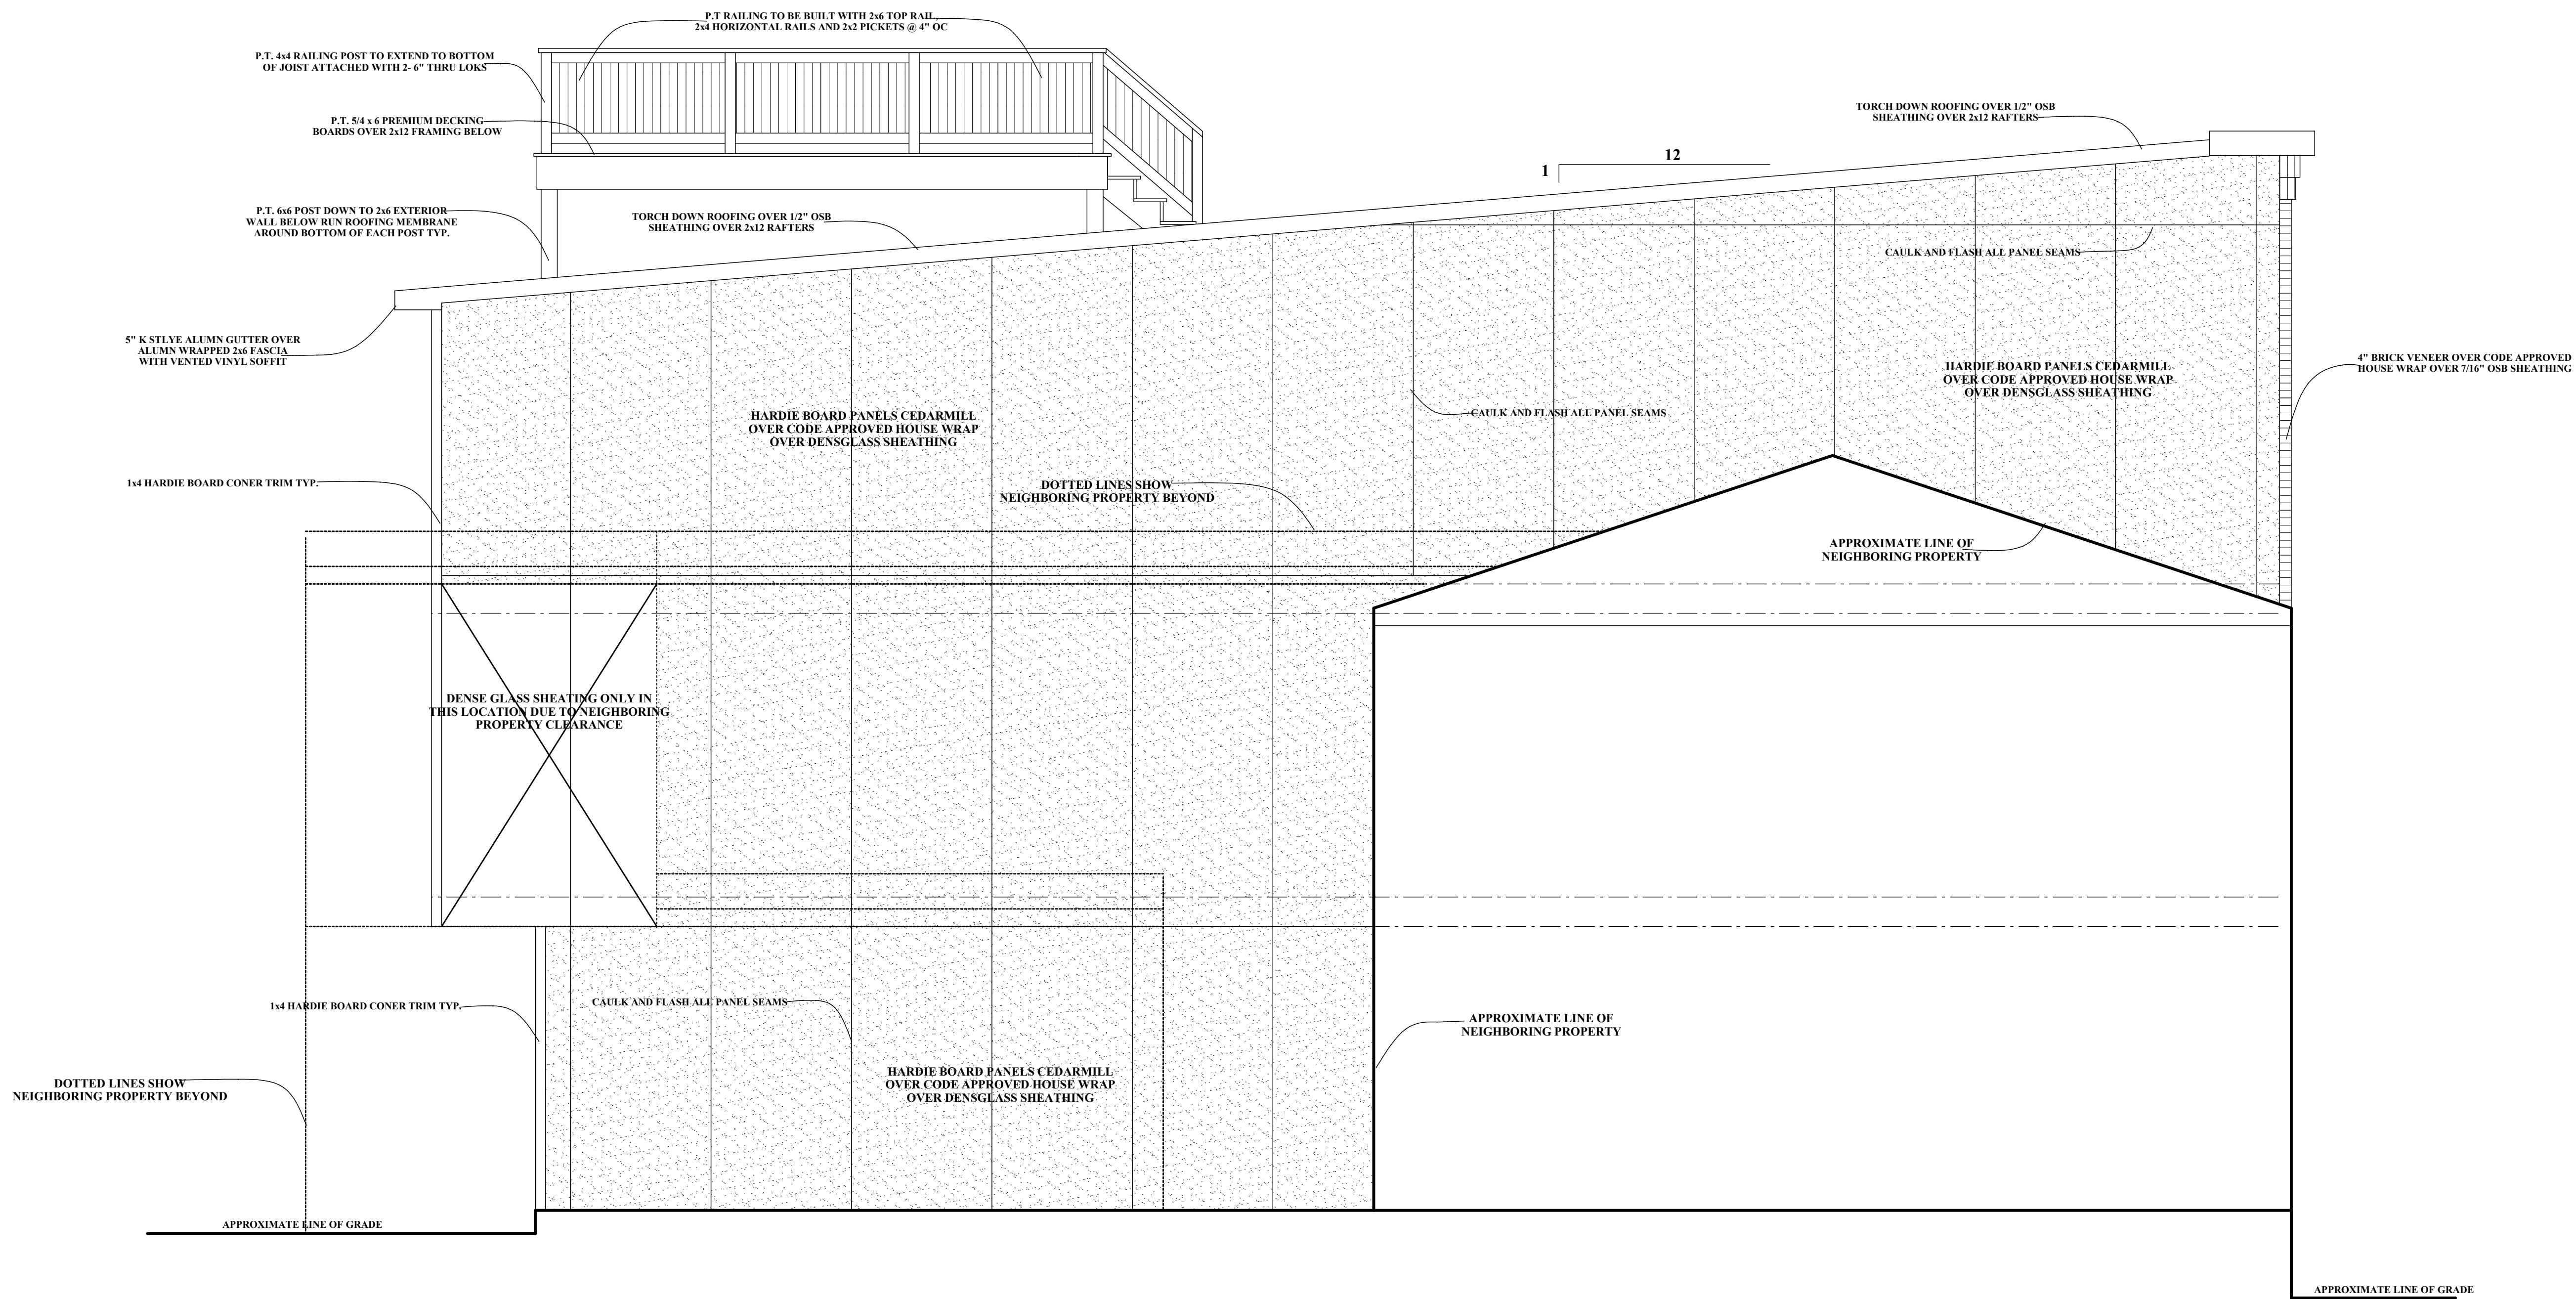 P.T RAILING TO BE BUILT WITH 2x6 TOP RAIL,
2x4 HORIZONTAL RAILS AND 2x2 PICKETS @ 4" OC
P.T. 4x4 RAILING POST TO EXTEND TO BOTTOM
OF JOIST ATTACHED WITH 2- 6" THRU LOKS
P.T. 5/4 x 6 PREMIUM DECKING
BOARDS OVER 2x12 FRAMING BELOW
TORCH DOWN ROOFING OVER 1/2" OSB
SHEATHING OVER 2x12 RAFTERS
12
1
P.T. 6x6 POST DOWN TO 2x6 EXTERIOR
WALL BELOW RUN ROOFING MEMBRANE
AROUND BOTTOM OF EACH POST TYP.
TORCH DOWN ROOFING OVER 1/2" OSB
SHEATHING OVER 2x12 RAFTERS
CAULK AND FLASH ALL PANEL SEAMS
5" K STLYE ALUMN GUTTER OVER
ALUMN WRAPPED 2x6 FASCIA
WITH VENTED VINYL SOFFIT
4" BRICK VENEER OVER CODE APPROVED
HOUSE WRAP OVER 7/16" OSB SHEATHING
HARDIE BOARD PANELS CEDARMILL
OVER CODE APPROVED HOUSE WRAP
OVER DENSGLASS SHEATHING
HARDIE BOARD PANELS CEDARMILL
OVER CODE APPROVED HOUSE WRAP
OVER DENSGLASS SHEATHING
CAULK AND FLASH ALL PANEL SEAMS
1x4 HARDIE BOARD CONER TRIM TYP.
DOTTED LINES SHOW
NEIGHBORING PROPERTY BEYOND
APPROXIMATE LINE OF
NEIGHBORING PROPERTY
DENSE GLASS SHEATING ONLY IN
THIS LOCATION DUE TO NEIGHBORING
PROPERTY CLEARANCE
1x4 HARDIE BOARD CONER TRIM TYP.
CAULK AND FLASH ALL PANEL SEAMS
APPROXIMATE LINE OF
NEIGHBORING PROPERTY
HARDIE BOARD PANELS CEDARMILL
OVER CODE APPROVED HOUSE WRAP
OVER DENSGLASS SHEATHING
DOTTED LINES SHOW
NEIGHBORING PROPERTY BEYOND
APPROXIMATE LINE OF GRADE
APPROXIMATE LINE OF GRADE